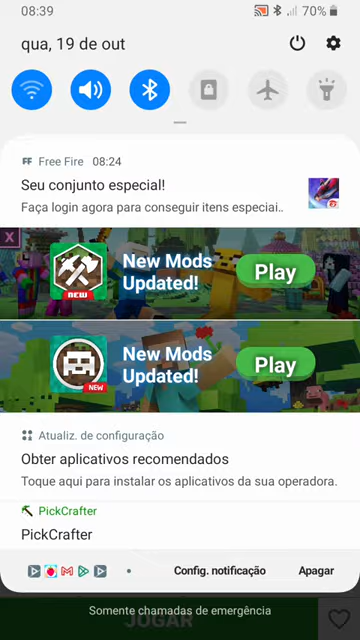 08:39
70%
qua, 19 de out
FF Free Fire 08:24
Seu conjunto especial!
Faça login agora para conseguir itens especiai..
X
New Mods
Updated!
Play
NEW
New Mods
Updated!
Play
NEW
Atualiz. de configuração
Obter aplicativos recomendados
Toque aqui para instalar os aplicativos da sua operadora.
PickCrafter
PickCrafter
Config. notificação
Apagar
Somente chamadas de emergência
JOGAR